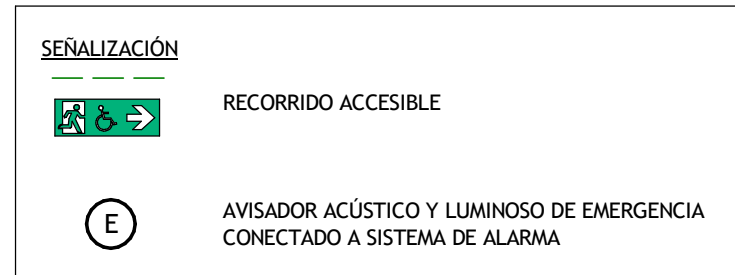 SEÑALIZACIÓN
RECORRIDO ACCESIBLE
E
AVISADOR ACÚSTICO Y LUMINOSO DE EMERGENCIA
CONECTADO A SISTEMA DE ALARMA